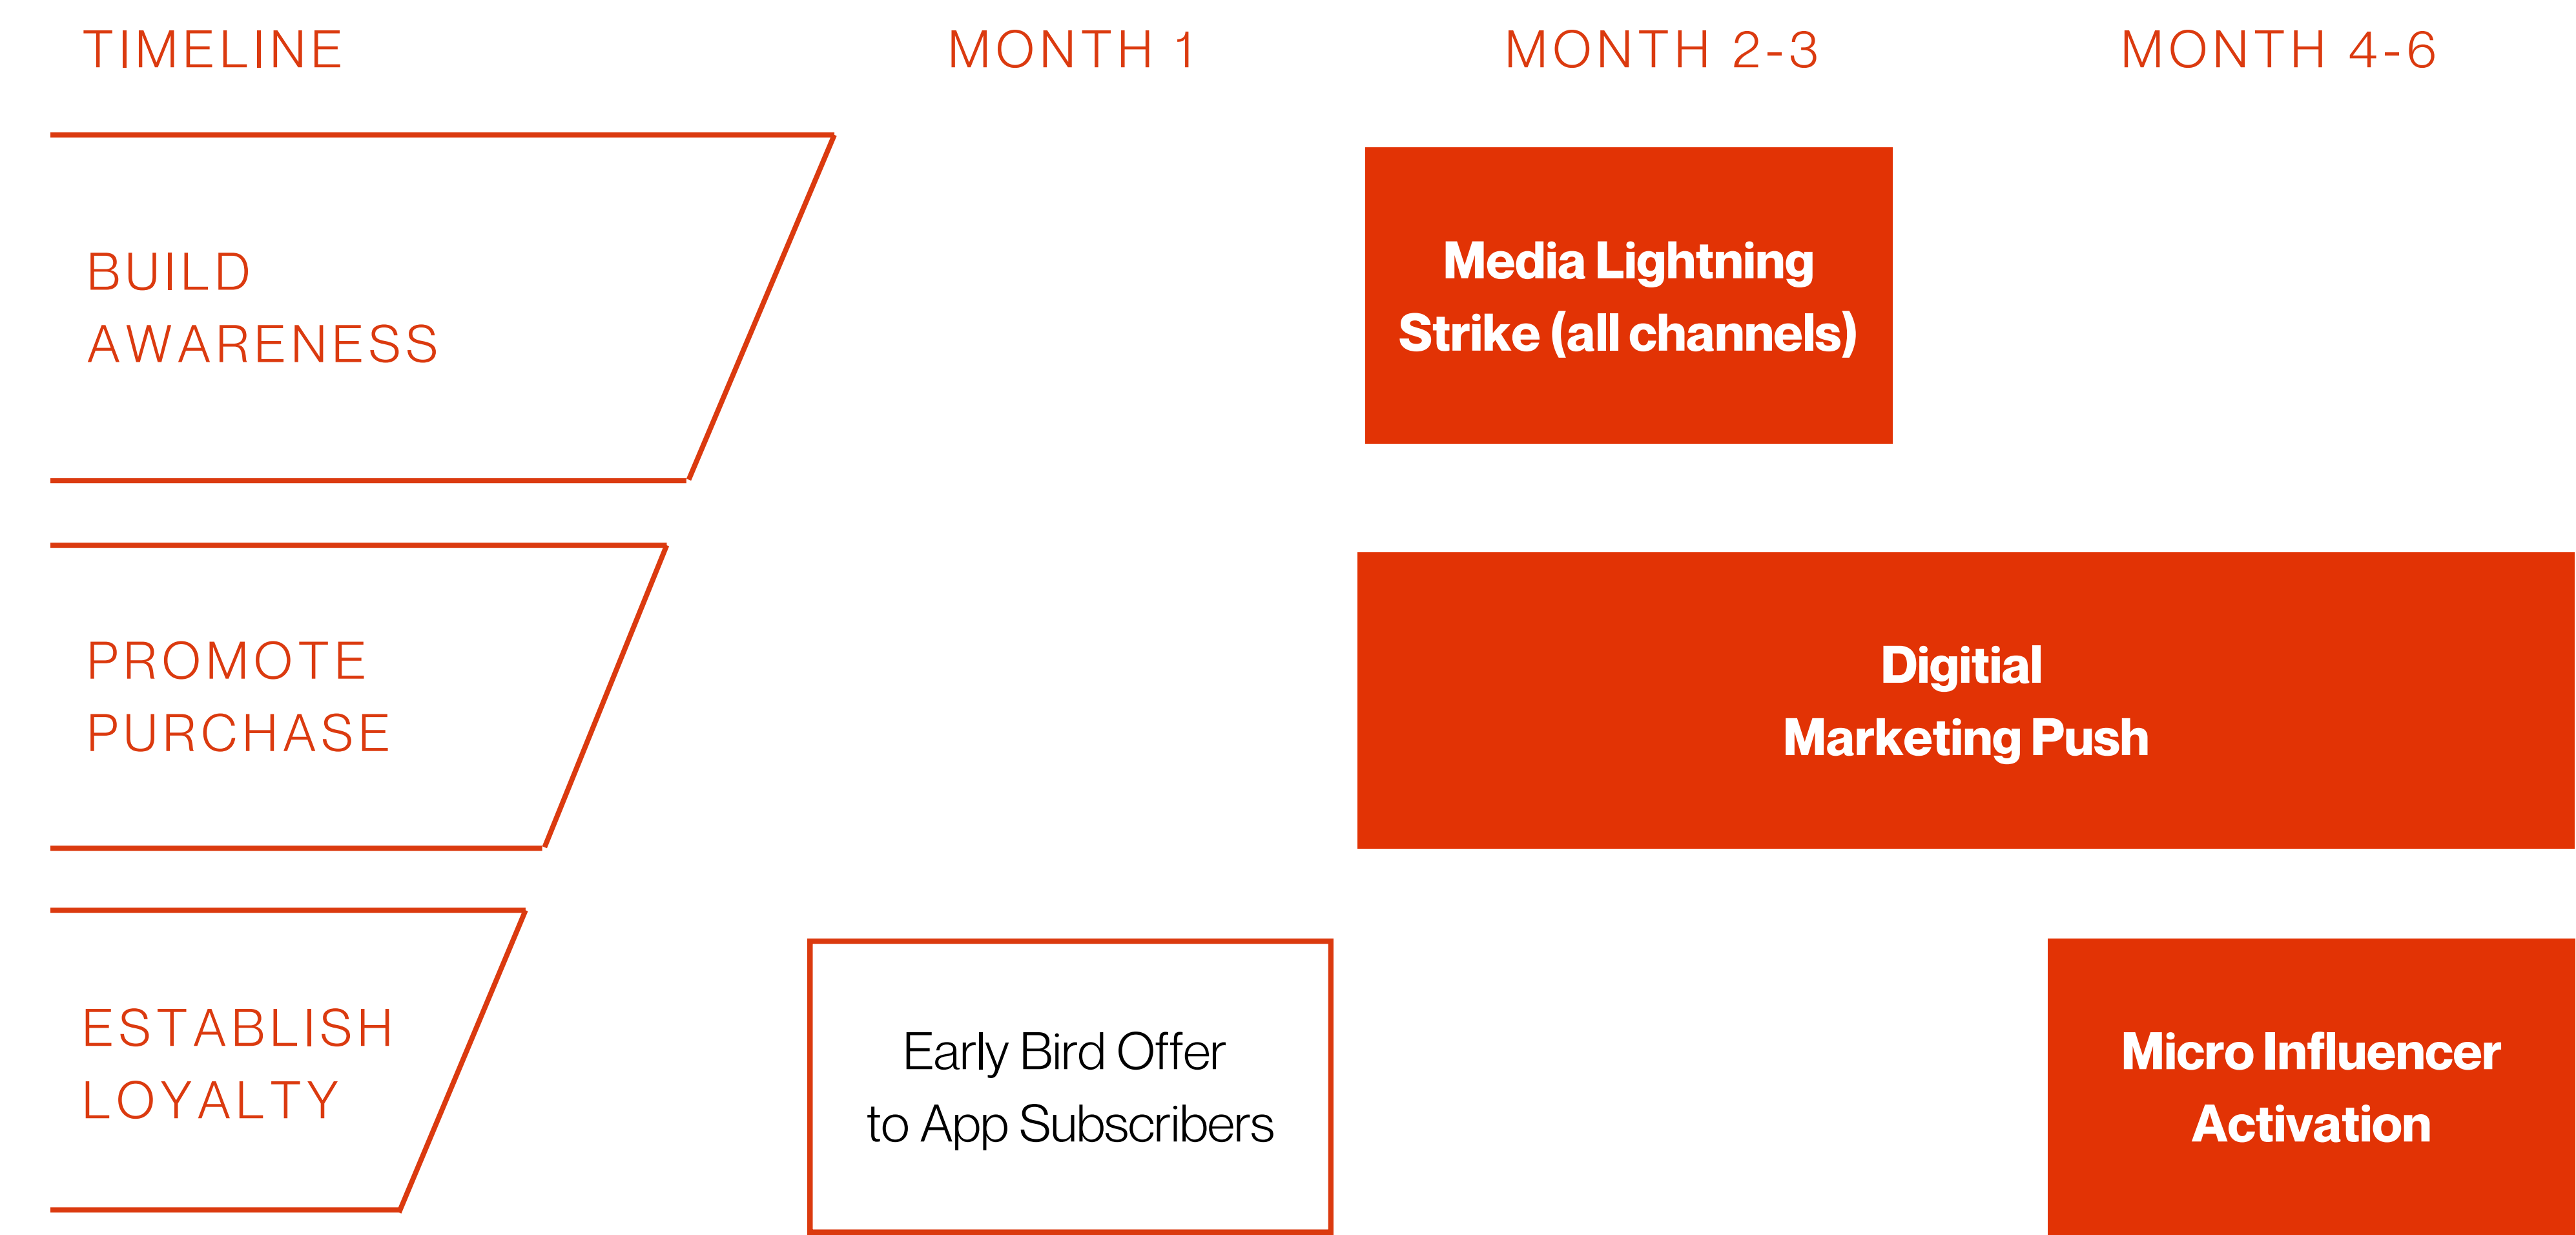 TIMELINE
MONTH 1
MONTH 2-3
MONTH 4-6
BUILD
AWARENESS
Media Lightning
Strike (all channels)
PROMOTE
PURCHASE
Digitial
Marketing Push
ESTABLISH
LOYALTY
Early Bird Offer
to App Subscribers
Micro Influencer
Activation